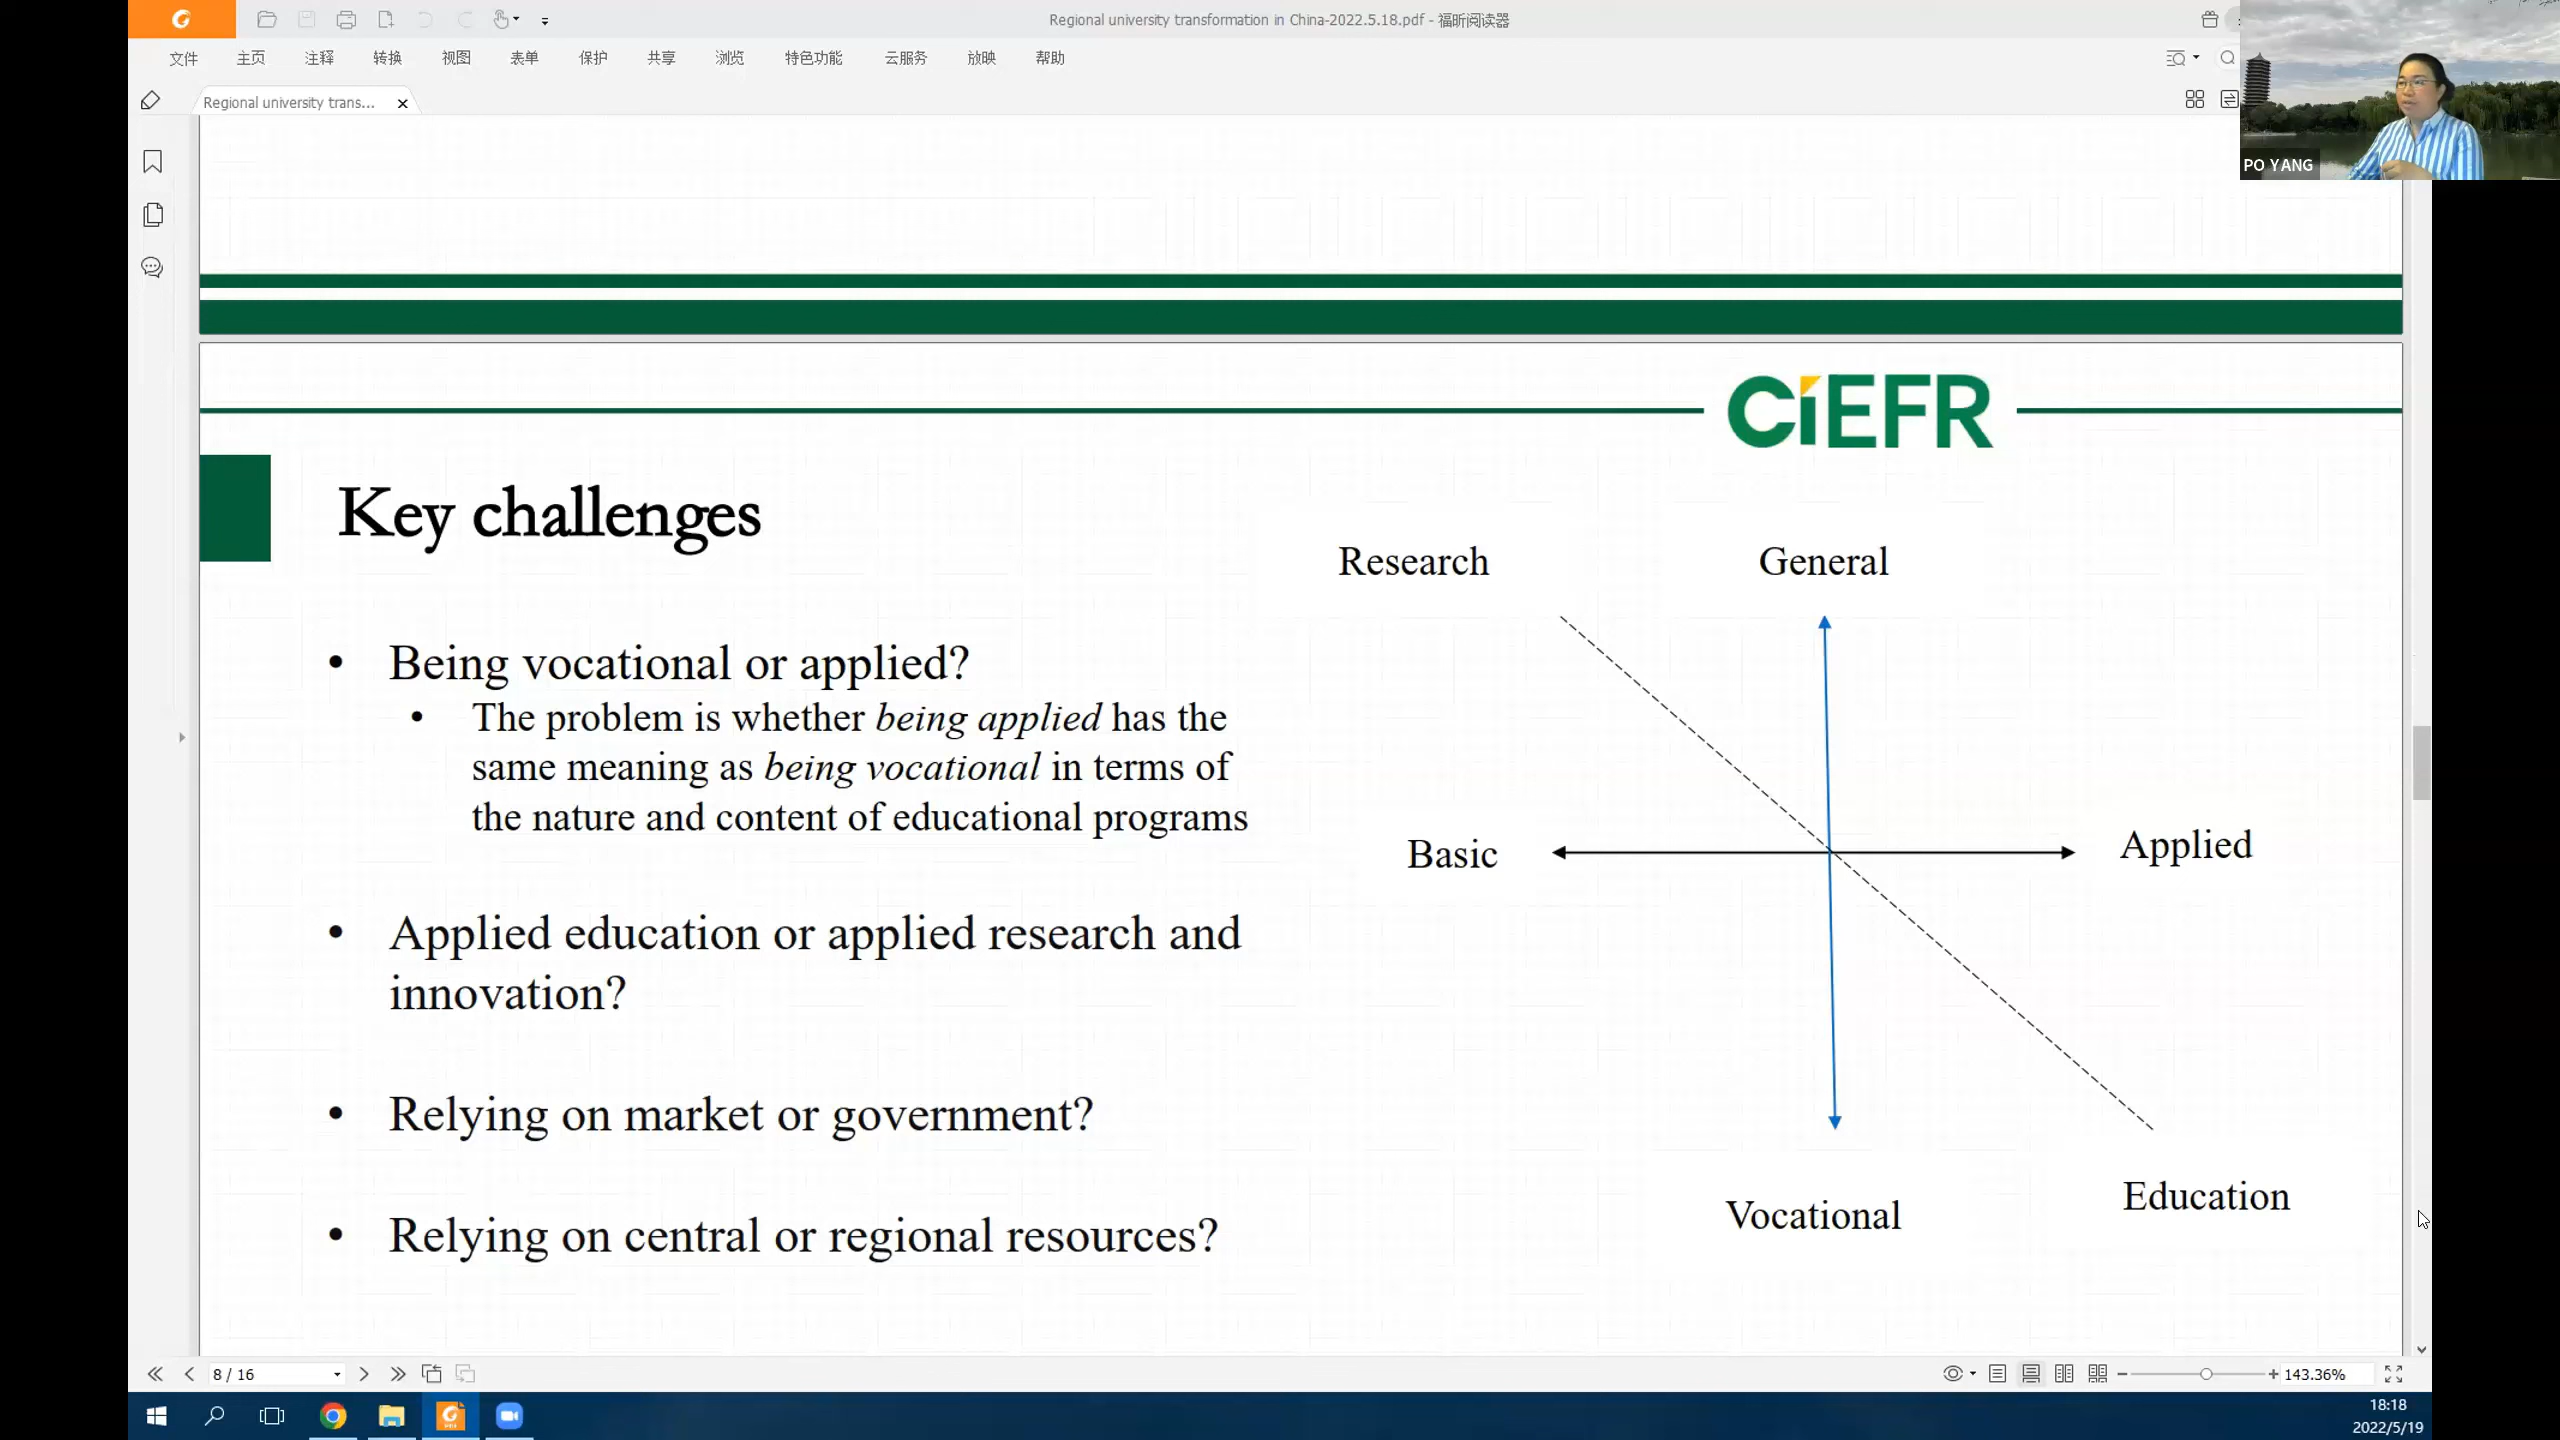 Regional university transformation in China-2022.5.18.pdf - 福昕阅读器
文件 主页 注释 转换 视图 表单 保护 共享 浏览 特色功能 云服务 放映 帮助
Regional university trans...
PO YANG
CiEFR
Key challenges
• Being vocational or applied?
• The problem is whether being applied has the
same meaning as being vocational in terms of
the nature and content of educational programs
• Applied education or applied research and
innovation?
• Relying on market or government?
• Relying on central or regional resources?
Research
General
Basic
Applied
Vocational
Education
8 / 16
143.36%
18:18
2022/5/19